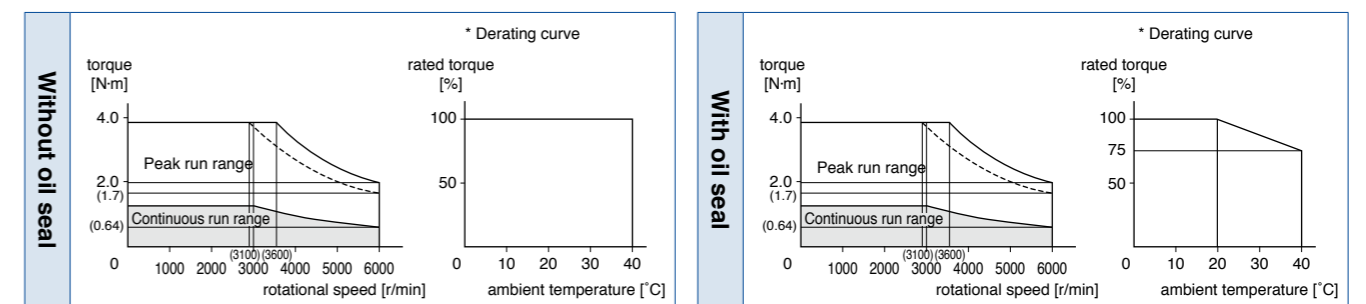 Without oil seal
* Derating curve
torque
[N·m]
4.0
Peak run range
2.0
(1.7)
Continuous run range
(0.64)
(3100) (3600)
0 1000 2000 3000 4000 5000 6000
rotational speed [r/min]
rated torque
[%]
100
50
0 10 20 30 40
ambient temperature [˚C]
With oil seal
* Derating curve
torque
[N·m]
4.0
Peak run range
2.0
(1.7)
Continuous run range
(0.64)
(3100) (3600)
0 1000 2000 3000 4000 5000 6000
rotational speed [r/min]
rated torque
[%]
100
75
50
0 10 20 30 40
ambient temperature [˚C]